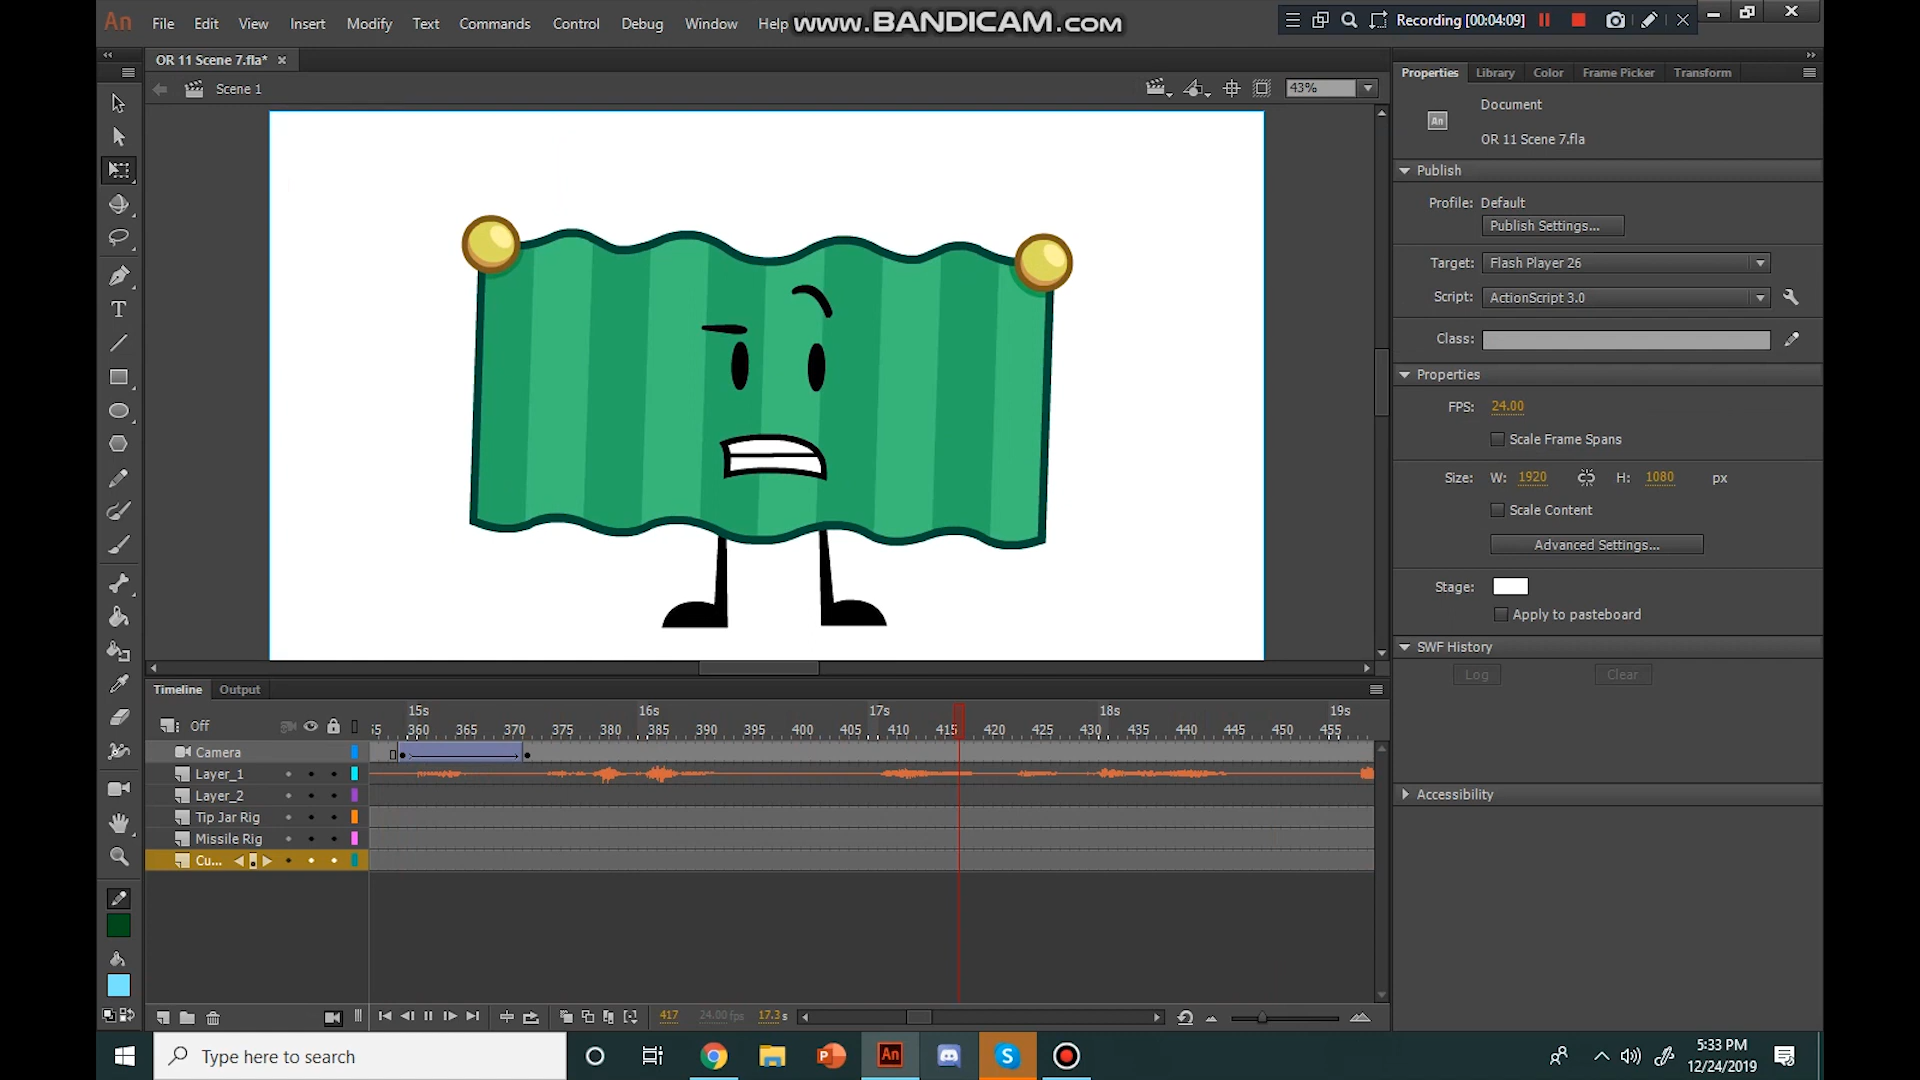 An File Edit View Insert Modify Text Commands Control Debug Window Help
www.BANDICAM.com
Recording [00:04:09]
OR 11 Scene 7.fla*
Scene 1
43%
Properties Library Color Frame Picker Transform
Document
An
OR 11 Scene 7.fla
Publish
Profile: Default
Publish Settings...
Target: Flash Player 26
Script: ActionScript 3.0
Class:
Properties
FPS: 24.00
Scale Frame Spans
Size: W: 1920 H: 1080 px
Scale Content
Advanced Settings...
Stage:
Apply to pasteboard
SWF History
Log Clear
Accessibility
T
Timeline Output
Off
15s 16s 17s 18s 19s
360 365 370 375 380 385 390 395 400 405 410 415 420 425 430 435 440 445 450 455
Camera
Layer_1
Layer_2
Tip Jar Rig
Missile Rig
Cu...
417 24.00 fps 17.3 s
Type here to search
An
5:33 PM
12/24/2019